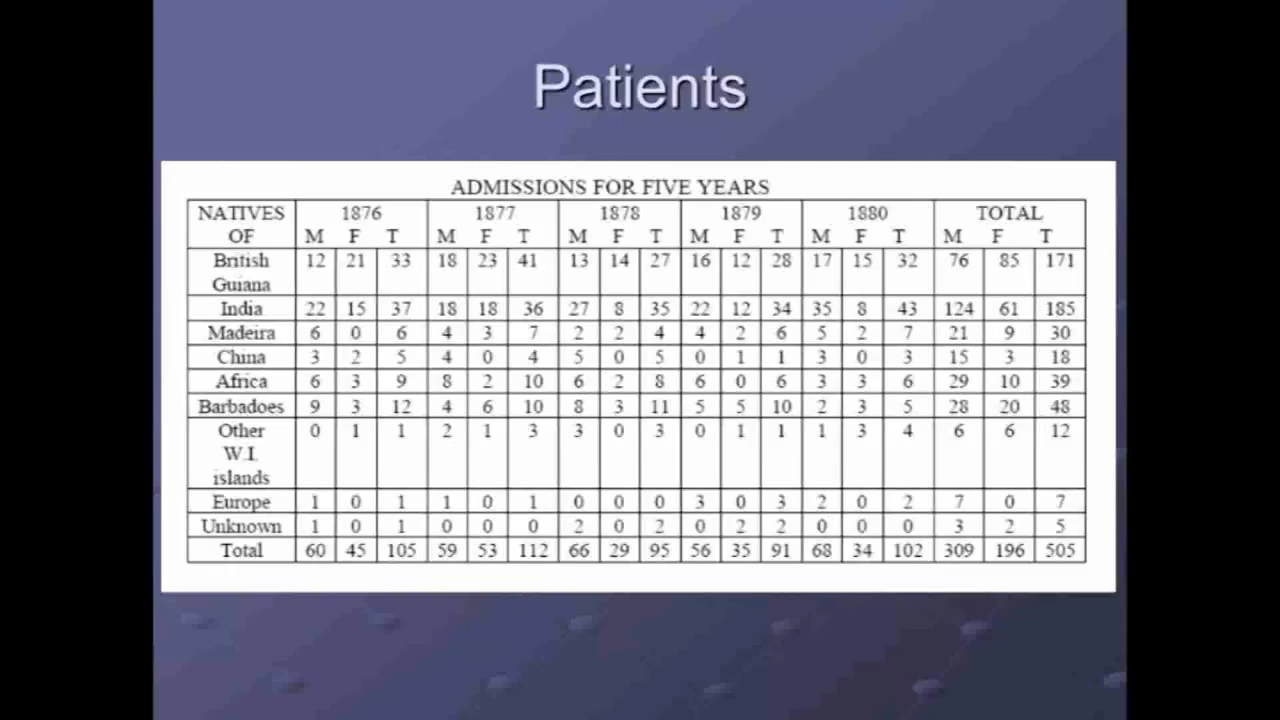 Patients
ADMISSIONS FOR FIVE YEARS
NATIVES 1876 1877 1878 1879 1880 TOTAL
OF M F T M F T M F T M F T M F T M F T
British 12 21 33 18 23 41 13 14 27 16 12 28 17 15 32 76 85 171
Guiana
India 22 15 37 18 18 36 27 8 35 22 12 34 35 8 43 124 61 185
Madeira 6 0 6 4 3 7 2 2 4 4 2 6 5 2 7 21 9 30
China 3 2 5 4 0 4 5 0 5 0 1 1 3 0 3 15 3 18
Africa 6 3 9 8 2 10 6 2 8 6 0 6 3 3 6 29 10 39
Barbadoes 9 3 12 4 6 10 8 3 11 5 5 10 2 3 5 28 20 48
Other 0 1 1 2 1 3 3 0 3 0 1 1 1 3 4 6 6 12
W.I.
islands
Europe 1 0 1 1 0 1 0 0 0 3 0 3 2 0 2 7 0 7
Unknown 1 0 1 0 0 0 2 0 2 0 2 2 0 0 0 3 2 5
Total 60 45 105 59 53 112 66 29 95 56 35 91 68 34 102 309 196 505